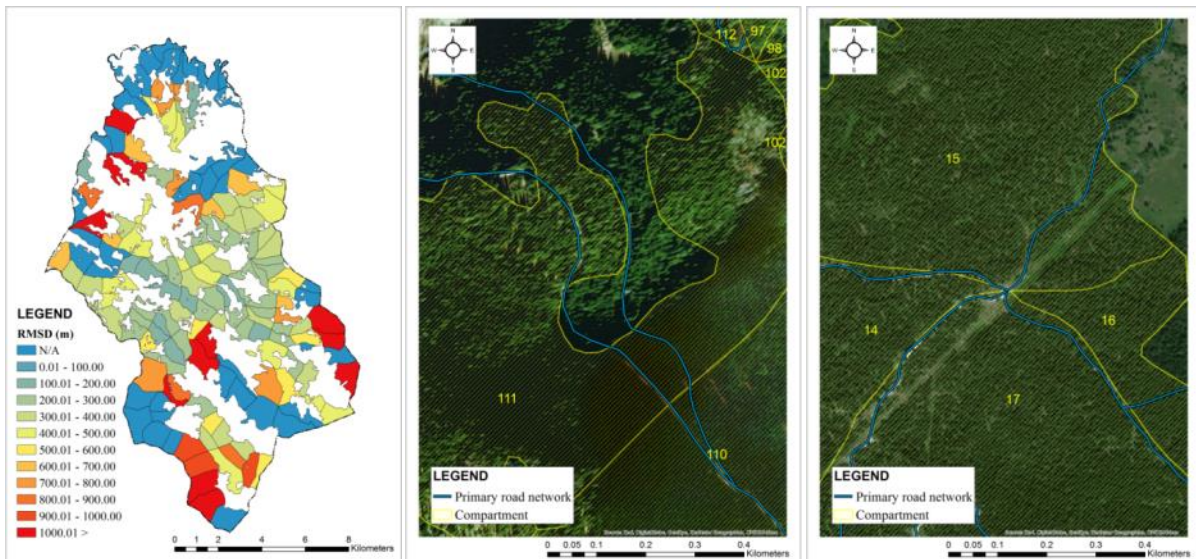 LEGEND
RMSD (m)
N/A
0.01 - 100.00
100.01 - 200.00
200.01 - 300.00
300.01 - 400.00
400.01 - 500.00
500.01 - 600.00
600.01 - 700.00
700.01 - 800.00
800.01 - 900.00
900.01 - 1000.00
1000.01 >
0 2 4 6 8
Kilometers
N
W E
S
112
97
98
102
102
111
110
LEGEND
Primary road network
Compartment
0 0.05 0.1 0.2 0.3 0.4
Kilometers
N
W E
S
15
14
16
17
LEGEND
Primary road network
Compartment
0 0.05 0.1 0.2 0.3 0.4
Kilometers